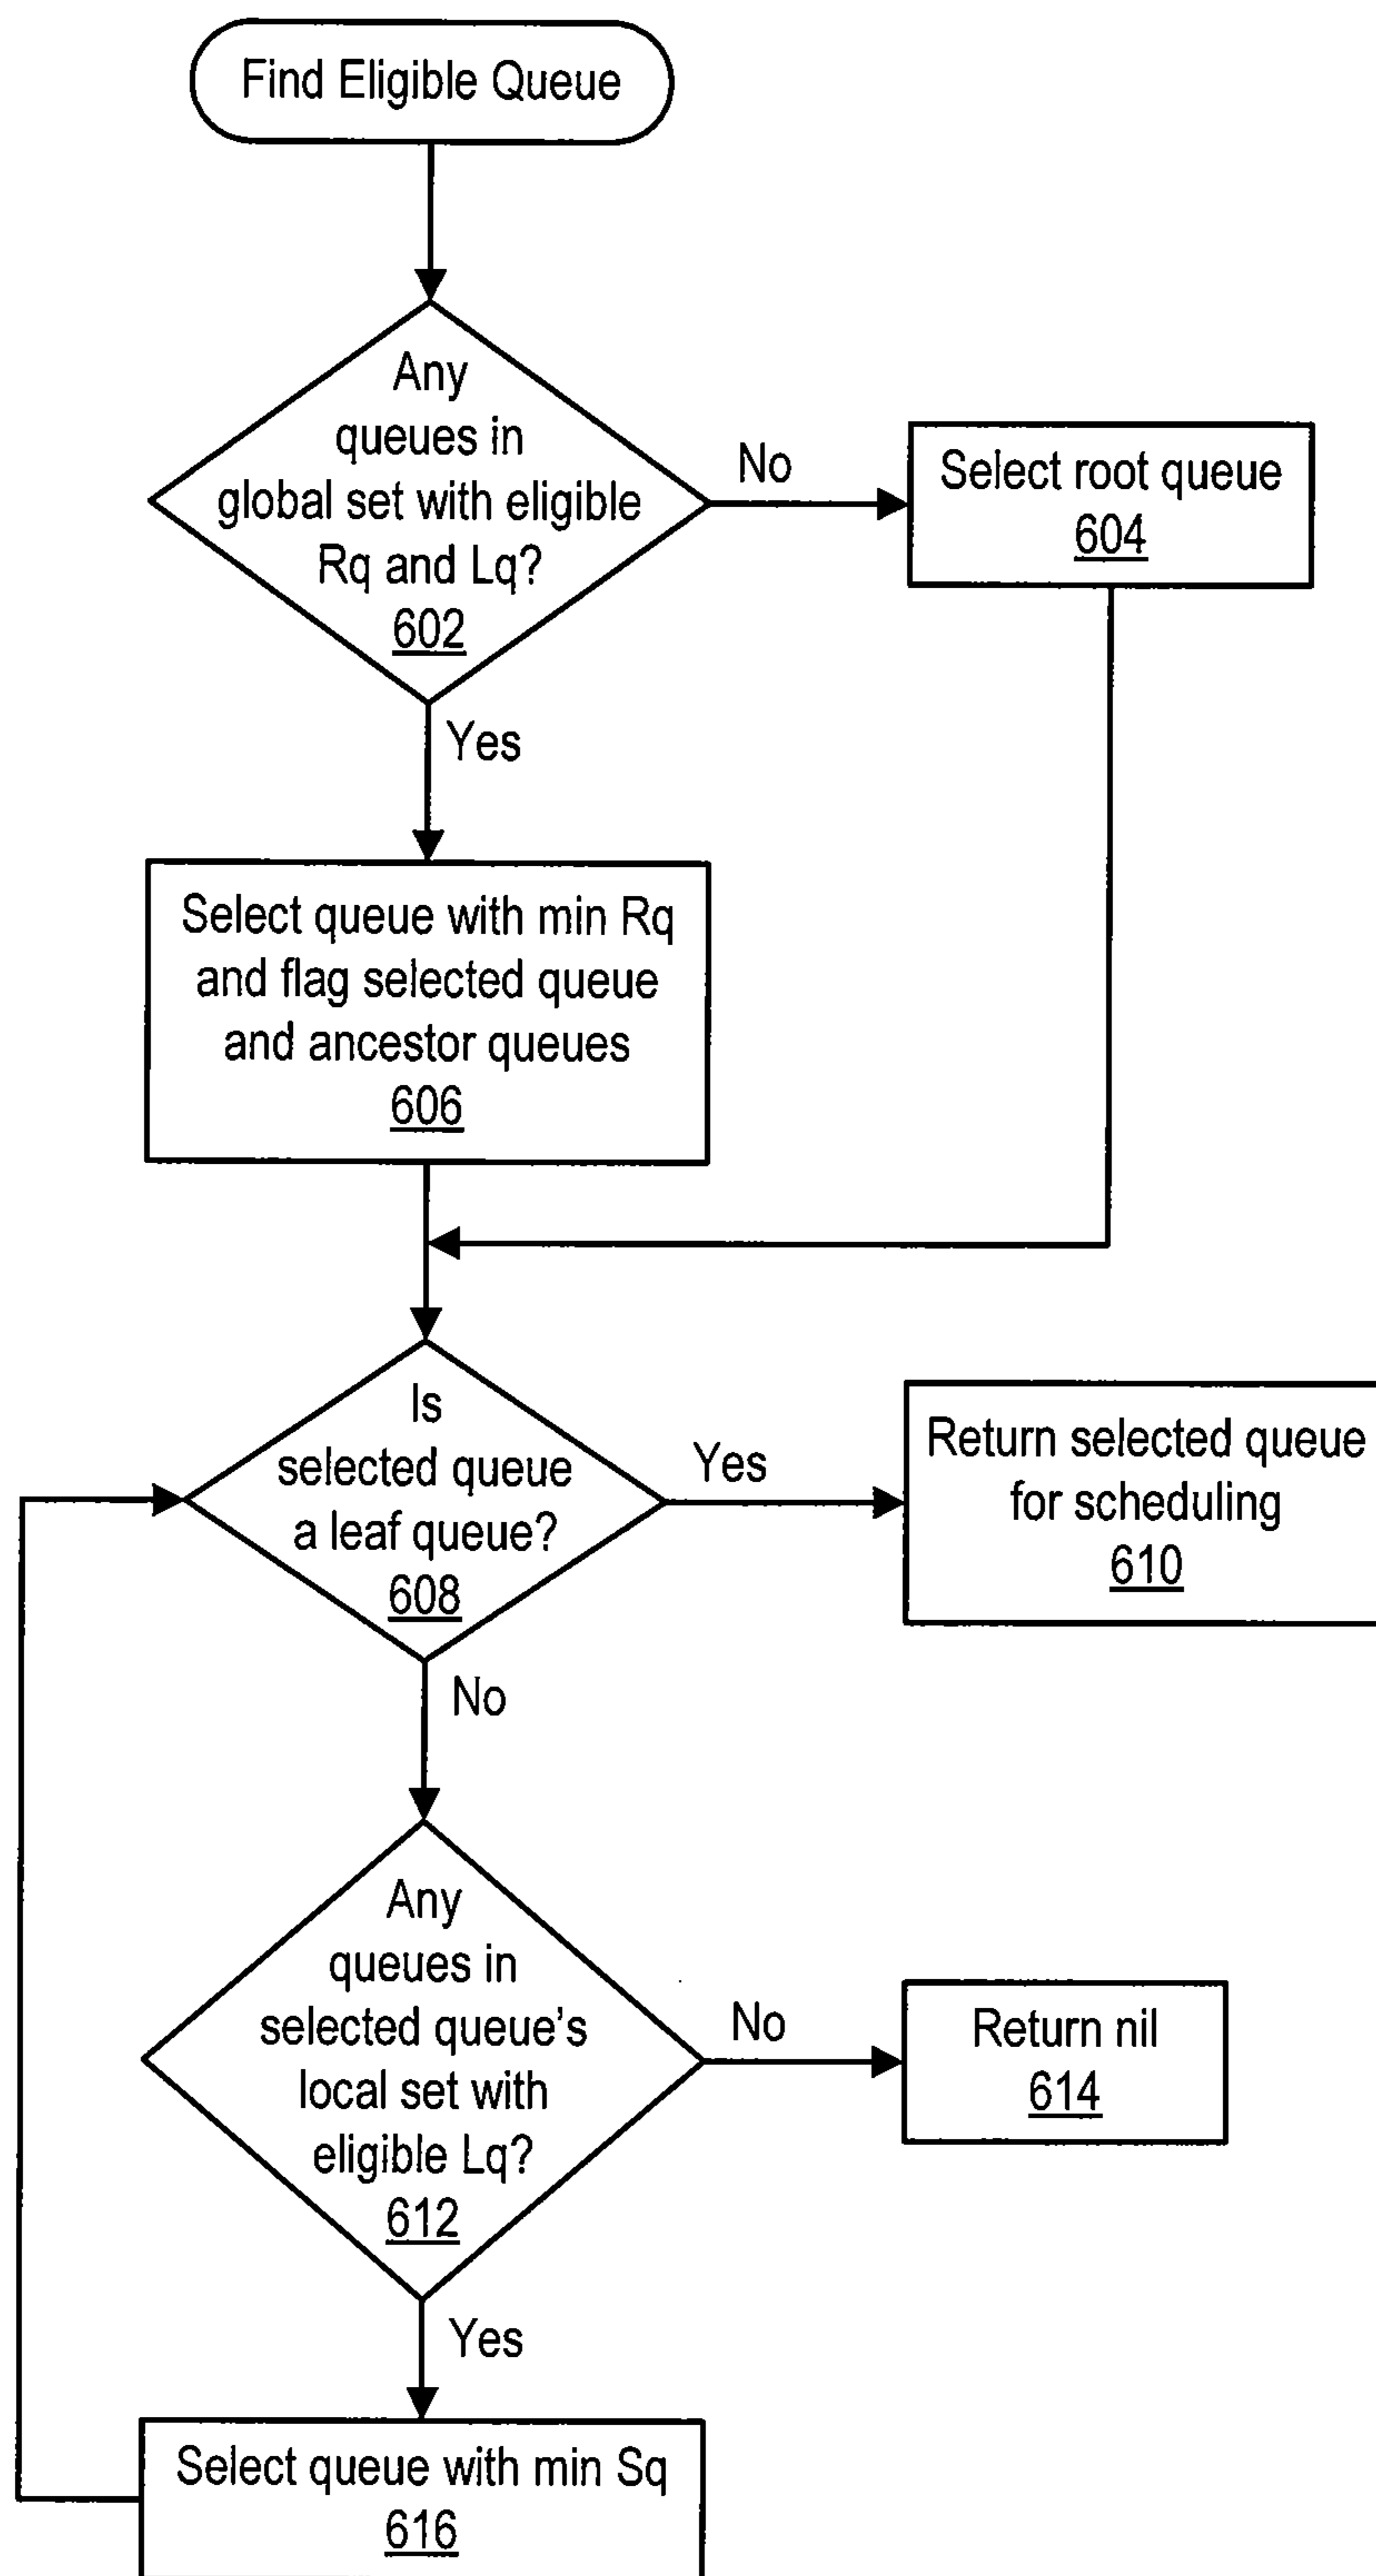 Find Eligible Queue
Any
queues in
global set with eligible
Rq and Lq?
602
No
Select root queue
604
Yes
Select queue with min Rq
and flag selected queue
and ancestor queues
606
Is
selected queue
a leaf queue?
608
Yes
Return selected queue
for scheduling
610
No
Any
queues in
selected queue's
local set with
eligible Lq?
612
No
Return nil
614
Yes
Select queue with min Sq
616